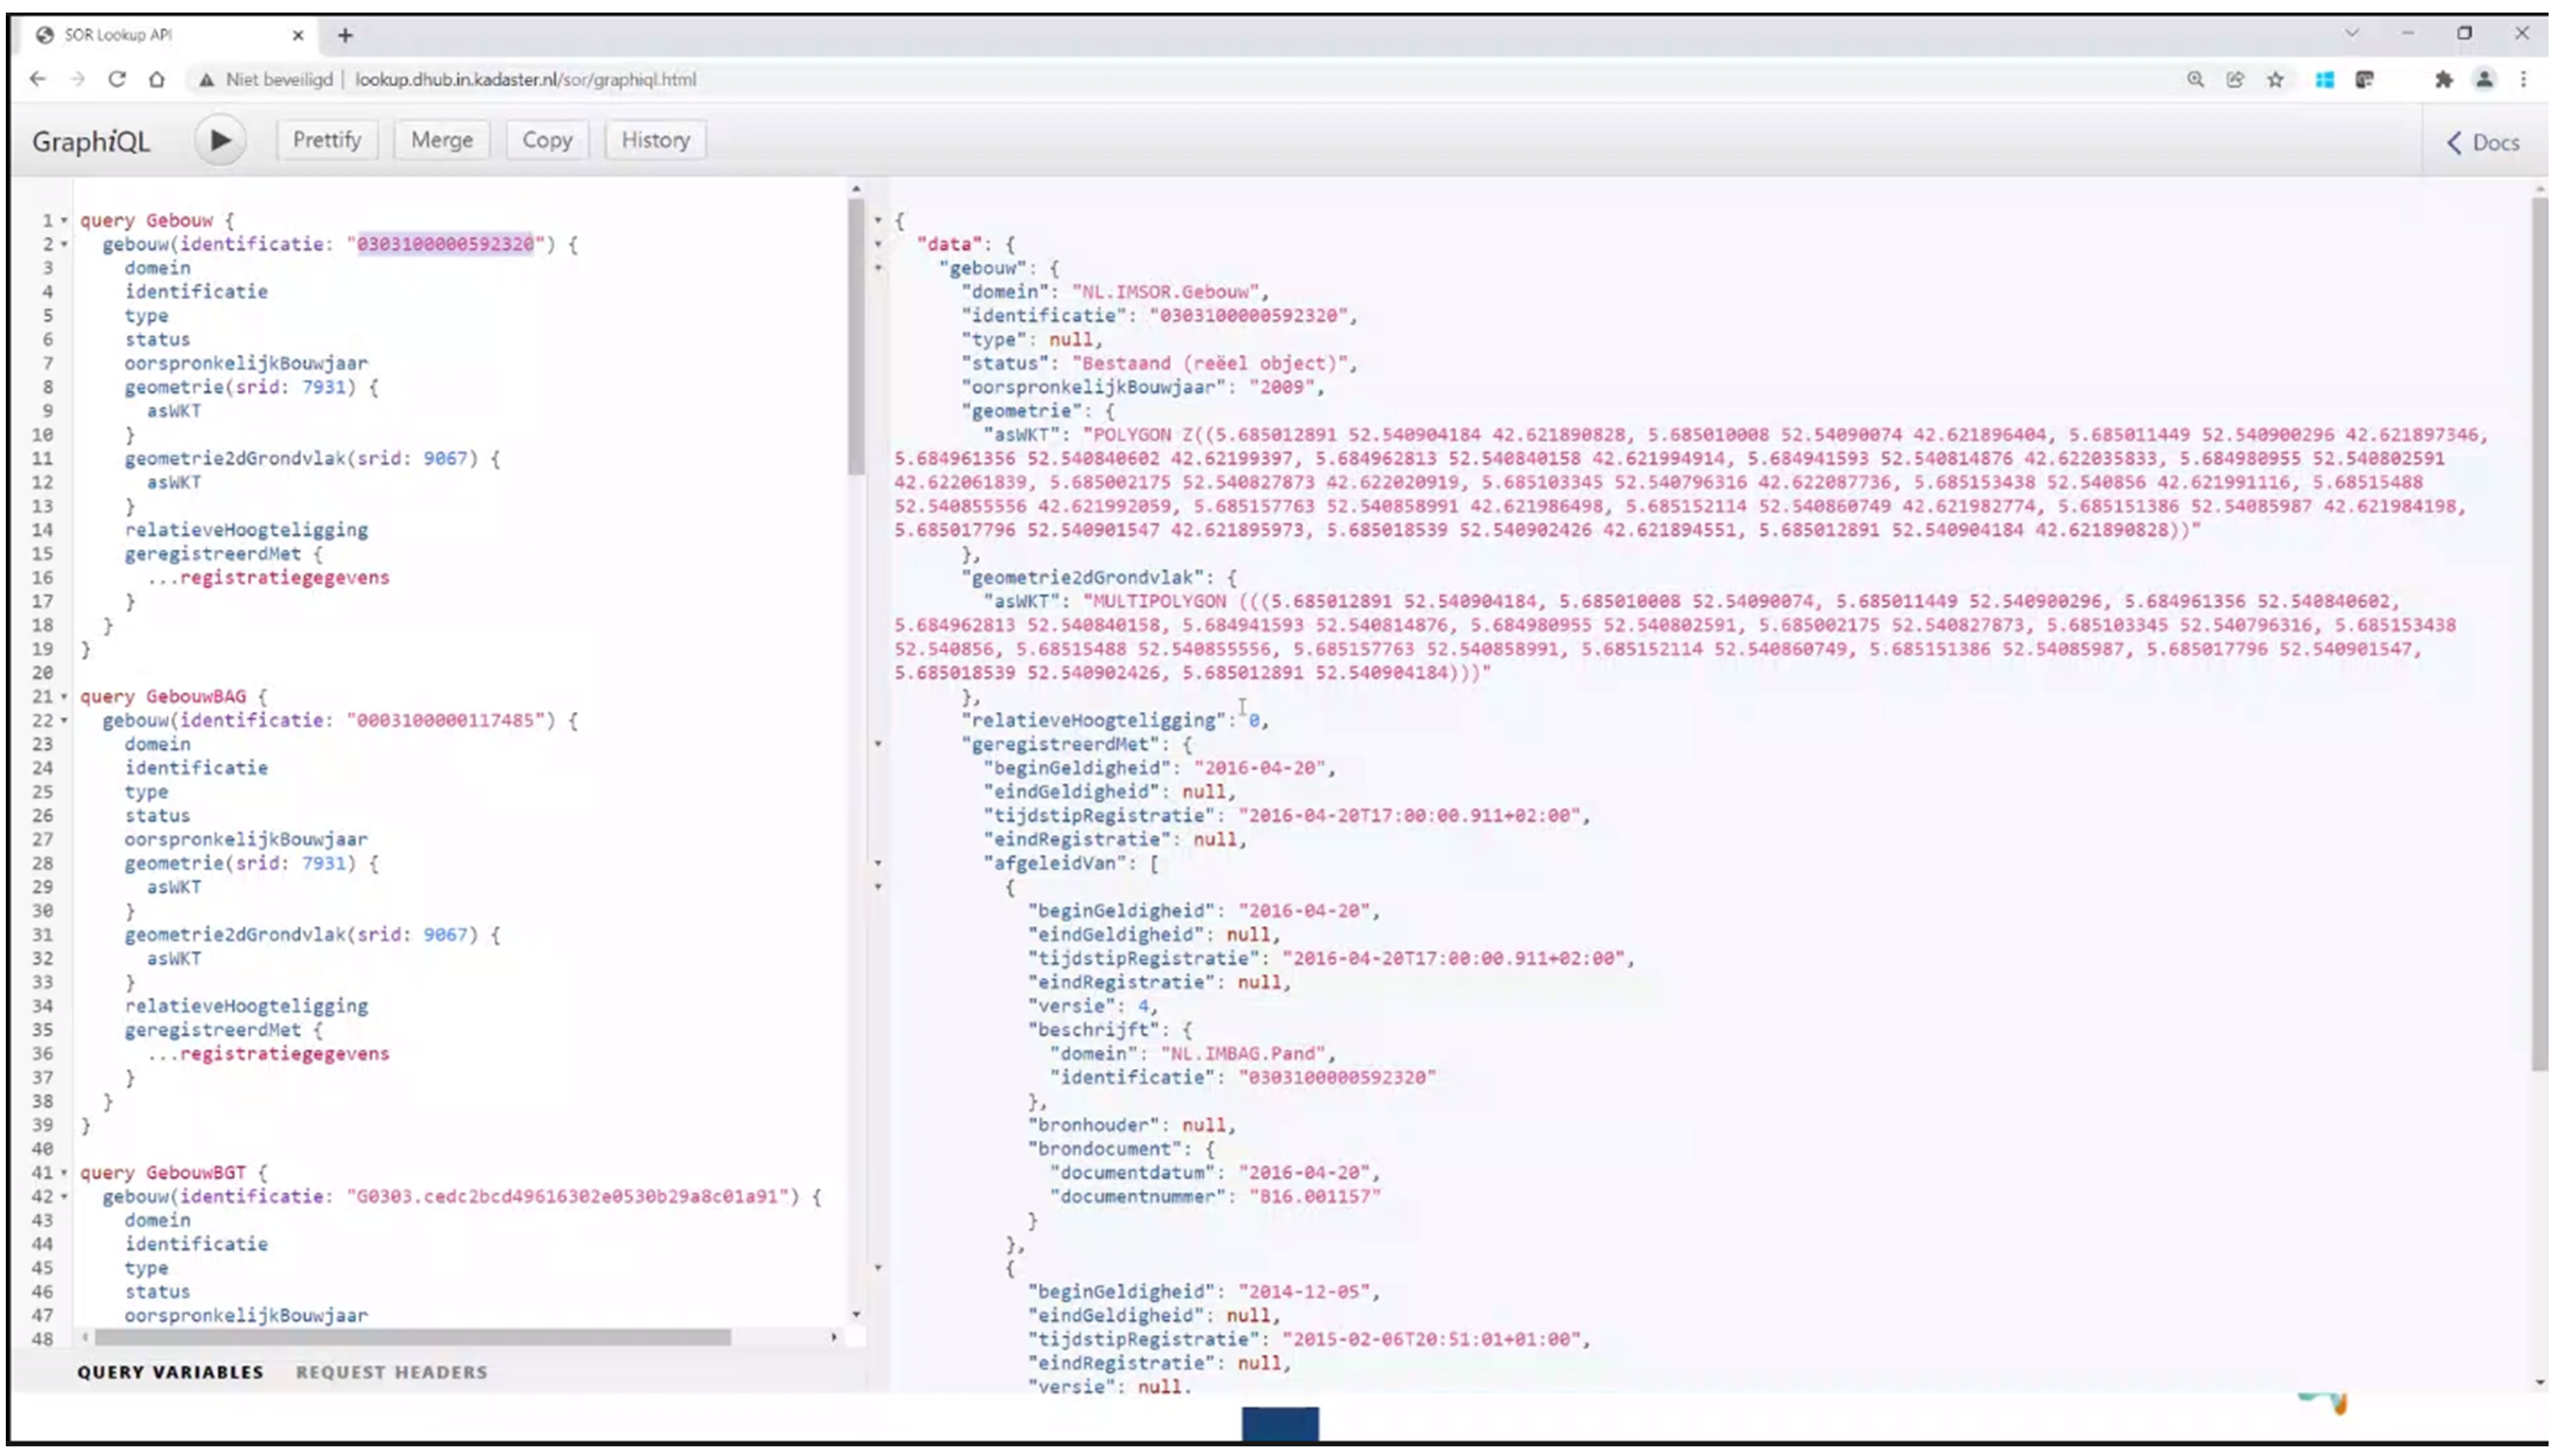 SOR Lookup API
Niet beveiligd | lookup.dhub.in.kadaster.nl/sor/graphiql.html
GraphiQL Prettify Merge Copy History Docs
1 query Gebouw {
2 gebouw(identificatie: "0303100000592320") {
3 domein
4 identificatie
5 type
6 status
7 oorspronkelijkBouwjaar
8 geometrie(srid: 7931) {
9 asWKT
10 }
11 geometrie2dGrondvlak(srid: 9067) {
12 asWKT
13 }
14 relatieveHoogteligging
15 geregistreerdMet {
16 ...registratiegegevens
17 }
18 }
19 }
20
21 query GebouwBAG {
22 gebouw(identificatie: "0003100000117485") {
23 domein
24 identificatie
25 type
26 status
27 oorspronkelijkBouwjaar
28 geometrie(srid: 7931) {
29 asWKT
30 }
31 geometrie2dGrondvlak(srid: 9067) {
32 asWKT
33 }
34 relatieveHoogteligging
35 geregistreerdMet {
36 ...registratiegegevens
37 }
38 }
39 }
40
41 query GebouwBGT {
42 gebouw(identificatie: "G0303.cedc2bcd49616302e0530b29a8c01a91") {
43 domein
44 identificatie
45 type
46 status
47 oorspronkelijkBouwjaar
48
QUERY VARIABLES REQUEST HEADERS
{
"data": {
"gebouw": {
"domein": "NL.IMSOR.Gebouw",
"identificatie": "0303100000592320",
"type": null,
"status": "Bestaand (reëel object)",
"oorspronkelijkBouwjaar": "2009",
"geometrie": {
"asWKT": "POLYGON Z((5.685012891 52.540904184 42.621890828, 5.685010008 52.54090074 42.621896404, 5.685011449 52.540900296 42.621897346,
5.684961356 52.540840602 42.62199397, 5.684962813 52.540840158 42.621994914, 5.684941593 52.540814876 42.622035833, 5.684980955 52.540802591
42.622061839, 5.685002175 52.540827873 42.622020919, 5.685103345 52.540796316 42.622087736, 5.685153438 52.540856 42.621991116, 5.68515488
52.540855556 42.621992059, 5.685157763 52.540858991 42.621986498, 5.685152114 52.540860749 42.621982774, 5.685151386 52.54085987 42.621984198,
5.685017796 52.540901547 42.621895973, 5.685018539 52.540902426 42.621894551, 5.685012891 52.540904184 42.621890828))"
},
"geometrie2dGrondvlak": {
"asWKT": "MULTIPOLYGON (((5.685012891 52.540904184, 5.685010008 52.54090074, 5.685011449 52.540900296, 5.684961356 52.540840602,
5.684962813 52.540840158, 5.684941593 52.540814876, 5.684980955 52.540802591, 5.685002175 52.540827873, 5.685103345 52.540796316, 5.685153438
52.540856, 5.68515488 52.540855556, 5.685157763 52.540858991, 5.685152114 52.540860749, 5.685151386 52.54085987, 5.685017796 52.540901547,
5.685018539 52.540902426, 5.685012891 52.540904184)))"
},
"relatieveHoogteligging": 0,
"geregistreerdMet": {
"beginGeldigheid": "2016-04-20",
"eindGeldigheid": null,
"tijdstipRegistratie": "2016-04-20T17:00:00.911+02:00",
"eindRegistratie": null,
"afgeleidVan": [
{
"beginGeldigheid": "2016-04-20",
"eindGeldigheid": null,
"tijdstipRegistratie": "2016-04-20T17:00:00.911+02:00",
"eindRegistratie": null,
"versie": 4,
"beschrijft": {
"domein": "NL.IMBAG.Pand",
"identificatie": "0303100000592320"
},
"bronhouder": null,
"brondocument": {
"documentdatum": "2016-04-20",
"documentnummer": "B16.001157"
}
},
{
"beginGeldigheid": "2014-12-05",
"eindGeldigheid": null,
"tijdstipRegistratie": "2015-02-06T20:51:01+01:00",
"eindRegistratie": null,
"versie": null,